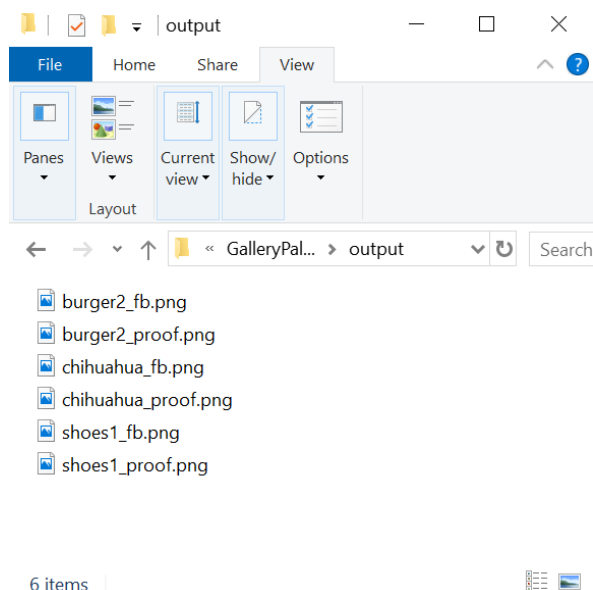 output
File Home Share View ?
Panes Views Current view Show/ hide Options
Layout
« GalleryPal... > output Search
burger2_fb.png
burger2_proof.png
chihuahua_fb.png
chihuahua_proof.png
shoes1_fb.png
shoes1_proof.png
6 items